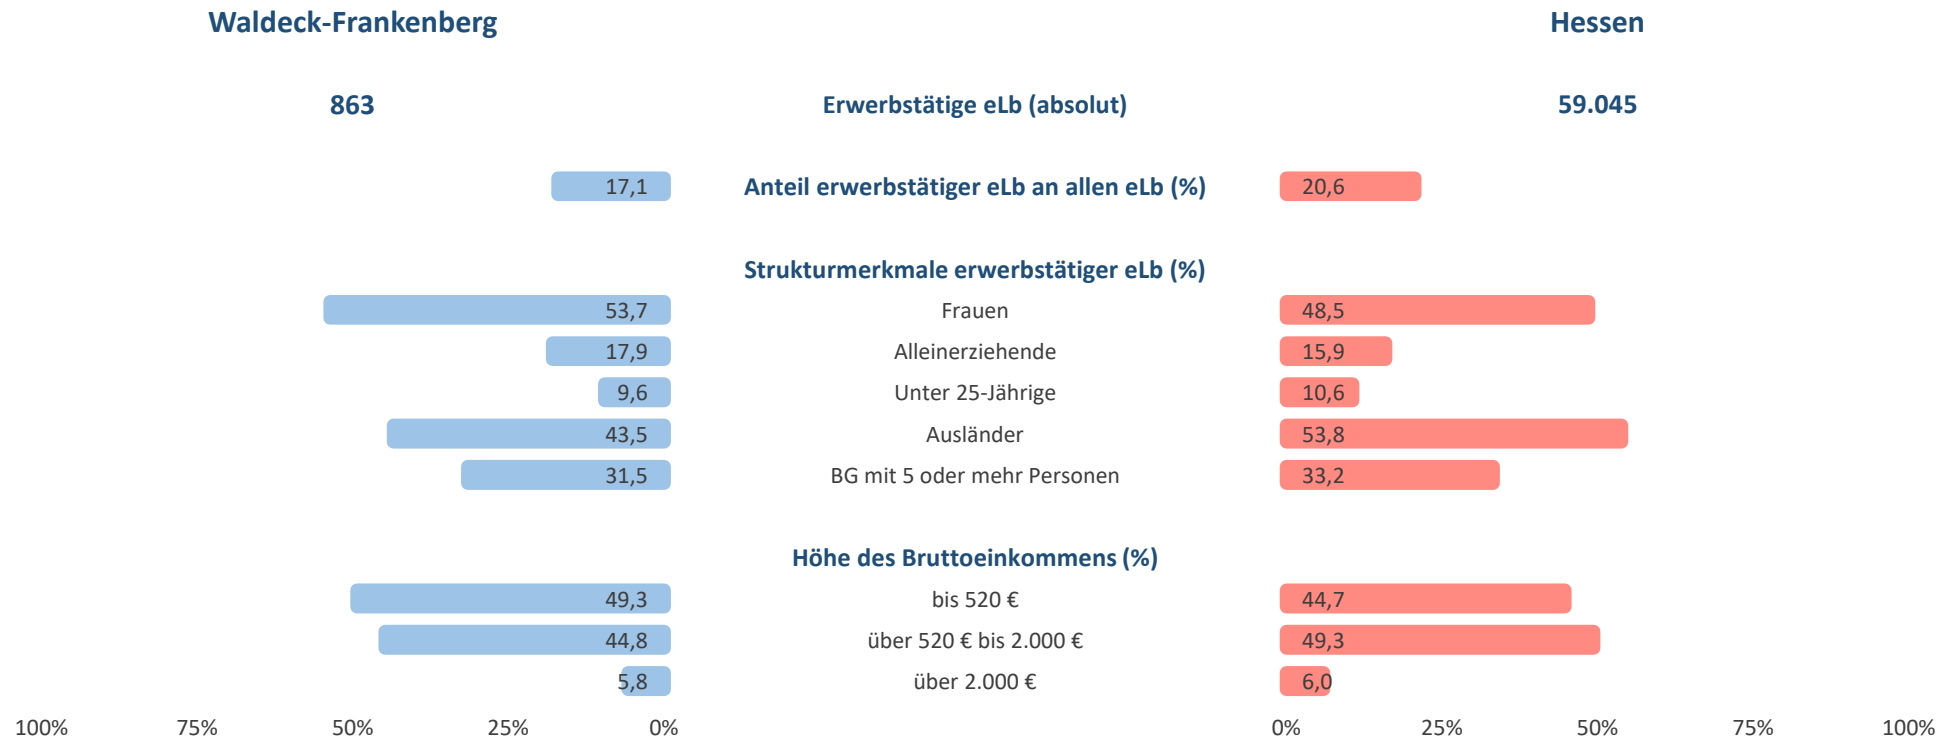 Waldeck-Frankenberg Hessen
863 Erwerbstätige eLb (absolut) 59.045
17,1 Anteil erwerbstätiger eLb an allen eLb (%) 20,6
Strukturmerkmale erwerbstätiger eLb (%)
53,7 Frauen 48,5
17,9 Alleinerziehende 15,9
9,6 Unter 25-Jährige 10,6
43,5 Ausländer 53,8
31,5 BG mit 5 oder mehr Personen 33,2
Höhe des Bruttoeinkommens (%)
49,3 bis 520 € 44,7
44,8 über 520 € bis 2.000 € 49,3
5,8 über 2.000 € 6,0
100% 75% 50% 25% 0% 0% 25% 50% 75% 100%